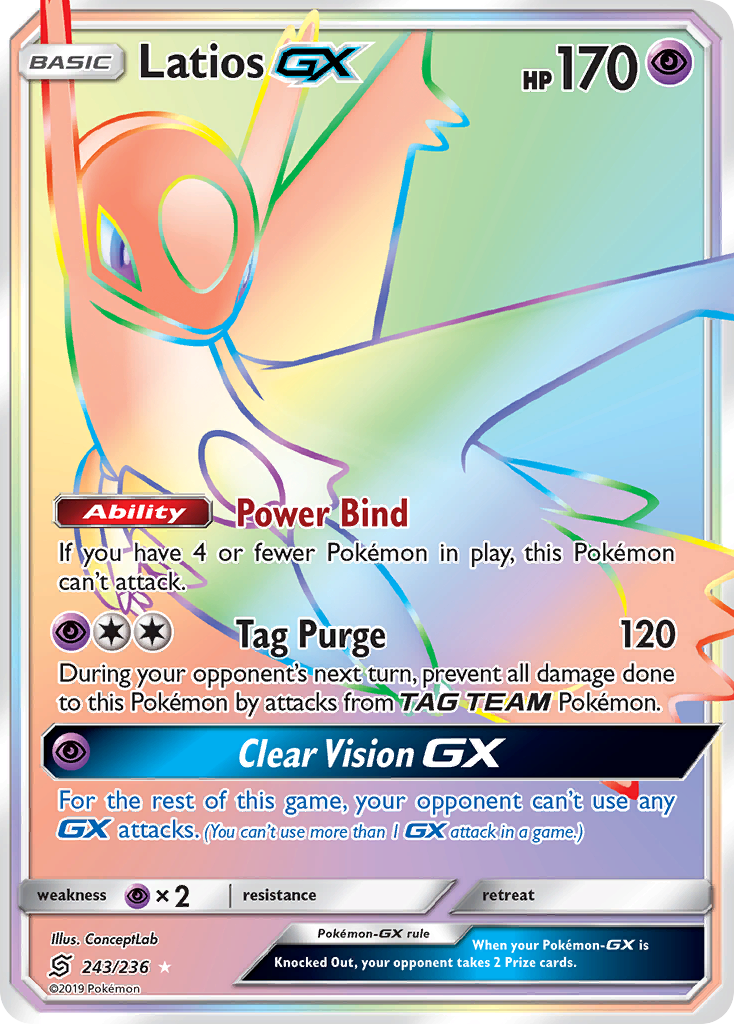 BASIC Latios GX HP 170
Ability Power Bind
If you have 4 or fewer Pokémon in play, this Pokémon
can't attack.
Tag Purge 120
During your opponent's next turn, prevent all damage done
to this Pokémon by attacks from TAG TEAM Pokémon.
Clear Vision GX
For the rest of this game, your opponent can't use any
GX attacks. (You can't use more than 1 GX attack in a game.)
weakness ×2 resistance retreat
Illus. ConceptLab
243/236
©2019 Pokémon
Pokémon-GX rule
When your Pokémon-GX is
Knocked Out, your opponent takes 2 Prize cards.